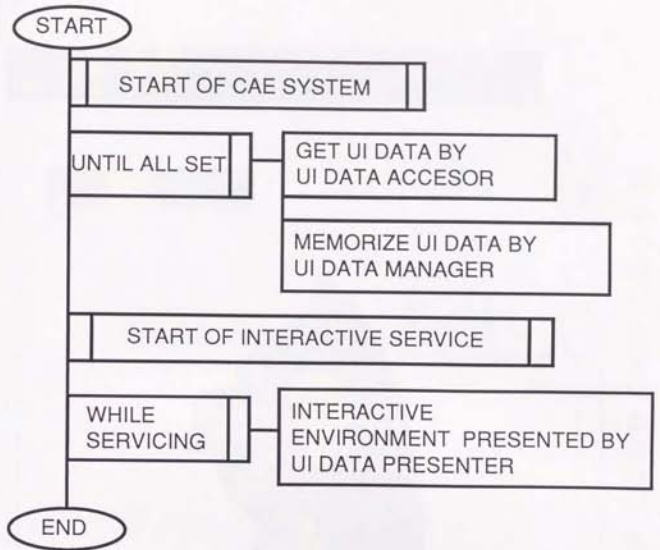 START
START OF CAE SYSTEM
UNTIL ALL SET
GET UI DATA BY
UI DATA ACCESOR
MEMORIZE UI DATA BY
UI DATA MANAGER
START OF INTERACTIVE SERVICE
WHILE
SERVICING
INTERACTIVE
ENVIRONMENT PRESENTED BY
UI DATA PRESENTER
END